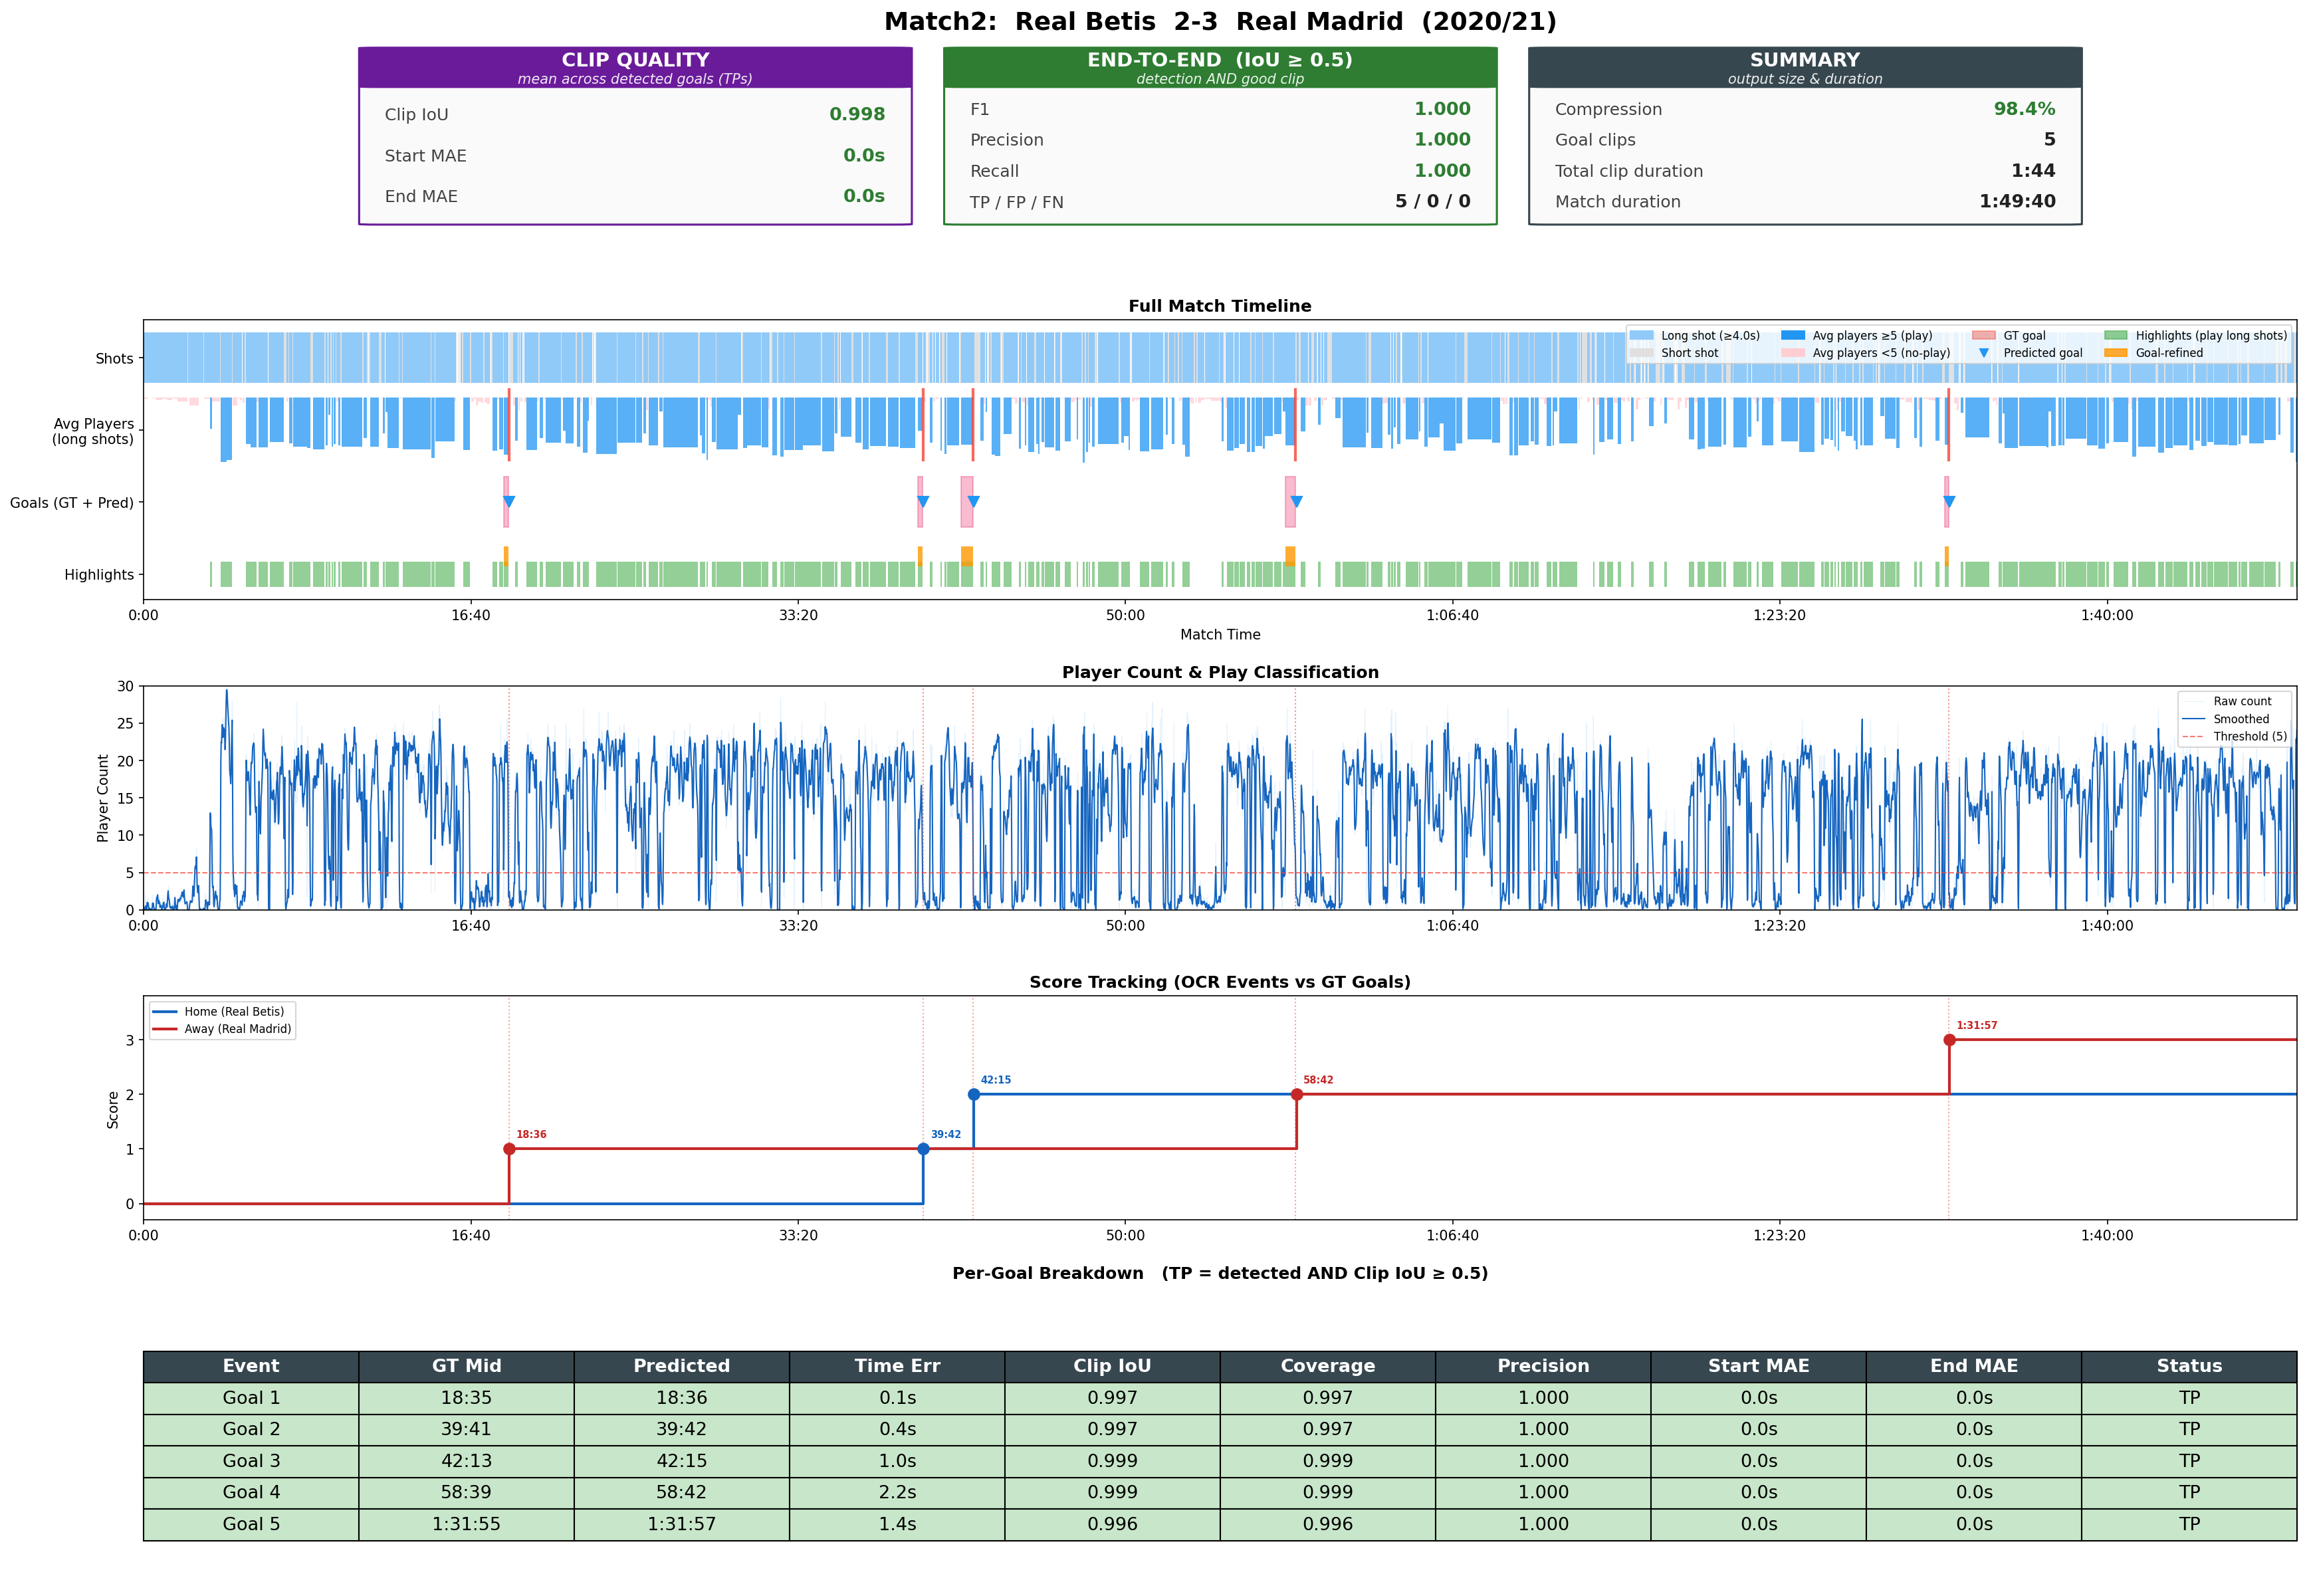 Match2:  Real Betis  2-3  Real Madrid  (2020/21)
CLIP QUALITY
mean across detected goals (TPs)
Clip IoU 0.998
Start MAE 0.0s
End MAE 0.0s
END-TO-END  (IoU ≥ 0.5)
detection AND good clip
F1 1.000
Precision 1.000
Recall 1.000
TP / FP / FN 5 / 0 / 0
SUMMARY
output size & duration
Compression 98.4%
Goal clips 5
Total clip duration 1:44
Match duration 1:49:40
Full Match Timeline
Long shot (≥4.0s) Avg players ≥5 (play) GT goal Highlights (play long shots)
Short shot Avg players <5 (no-play) Predicted goal Goal-refined
Shots
Avg Players
(long shots)
Goals (GT + Pred)
Highlights
0:00 16:40 33:20 50:00 1:06:40 1:23:20 1:40:00
Match Time
Player Count & Play Classification
Raw count
Smoothed
Threshold (5)
Player Count
30
25
20
15
10
5
0
0:00 16:40 33:20 50:00 1:06:40 1:23:20 1:40:00
Score Tracking (OCR Events vs GT Goals)
Home (Real Betis)
Away (Real Madrid)
Score
3
2
1
0
18:36
39:42
42:15
58:42
1:31:57
0:00 16:40 33:20 50:00 1:06:40 1:23:20 1:40:00
Per-Goal Breakdown   (TP = detected AND Clip IoU ≥ 0.5)
Event GT Mid Predicted Time Err Clip IoU Coverage Precision Start MAE End MAE Status
Goal 1 18:35 18:36 0.1s 0.997 0.997 1.000 0.0s 0.0s TP
Goal 2 39:41 39:42 0.4s 0.997 0.997 1.000 0.0s 0.0s TP
Goal 3 42:13 42:15 1.0s 0.999 0.999 1.000 0.0s 0.0s TP
Goal 4 58:39 58:42 2.2s 0.999 0.999 1.000 0.0s 0.0s TP
Goal 5 1:31:55 1:31:57 1.4s 0.996 0.996 1.000 0.0s 0.0s TP